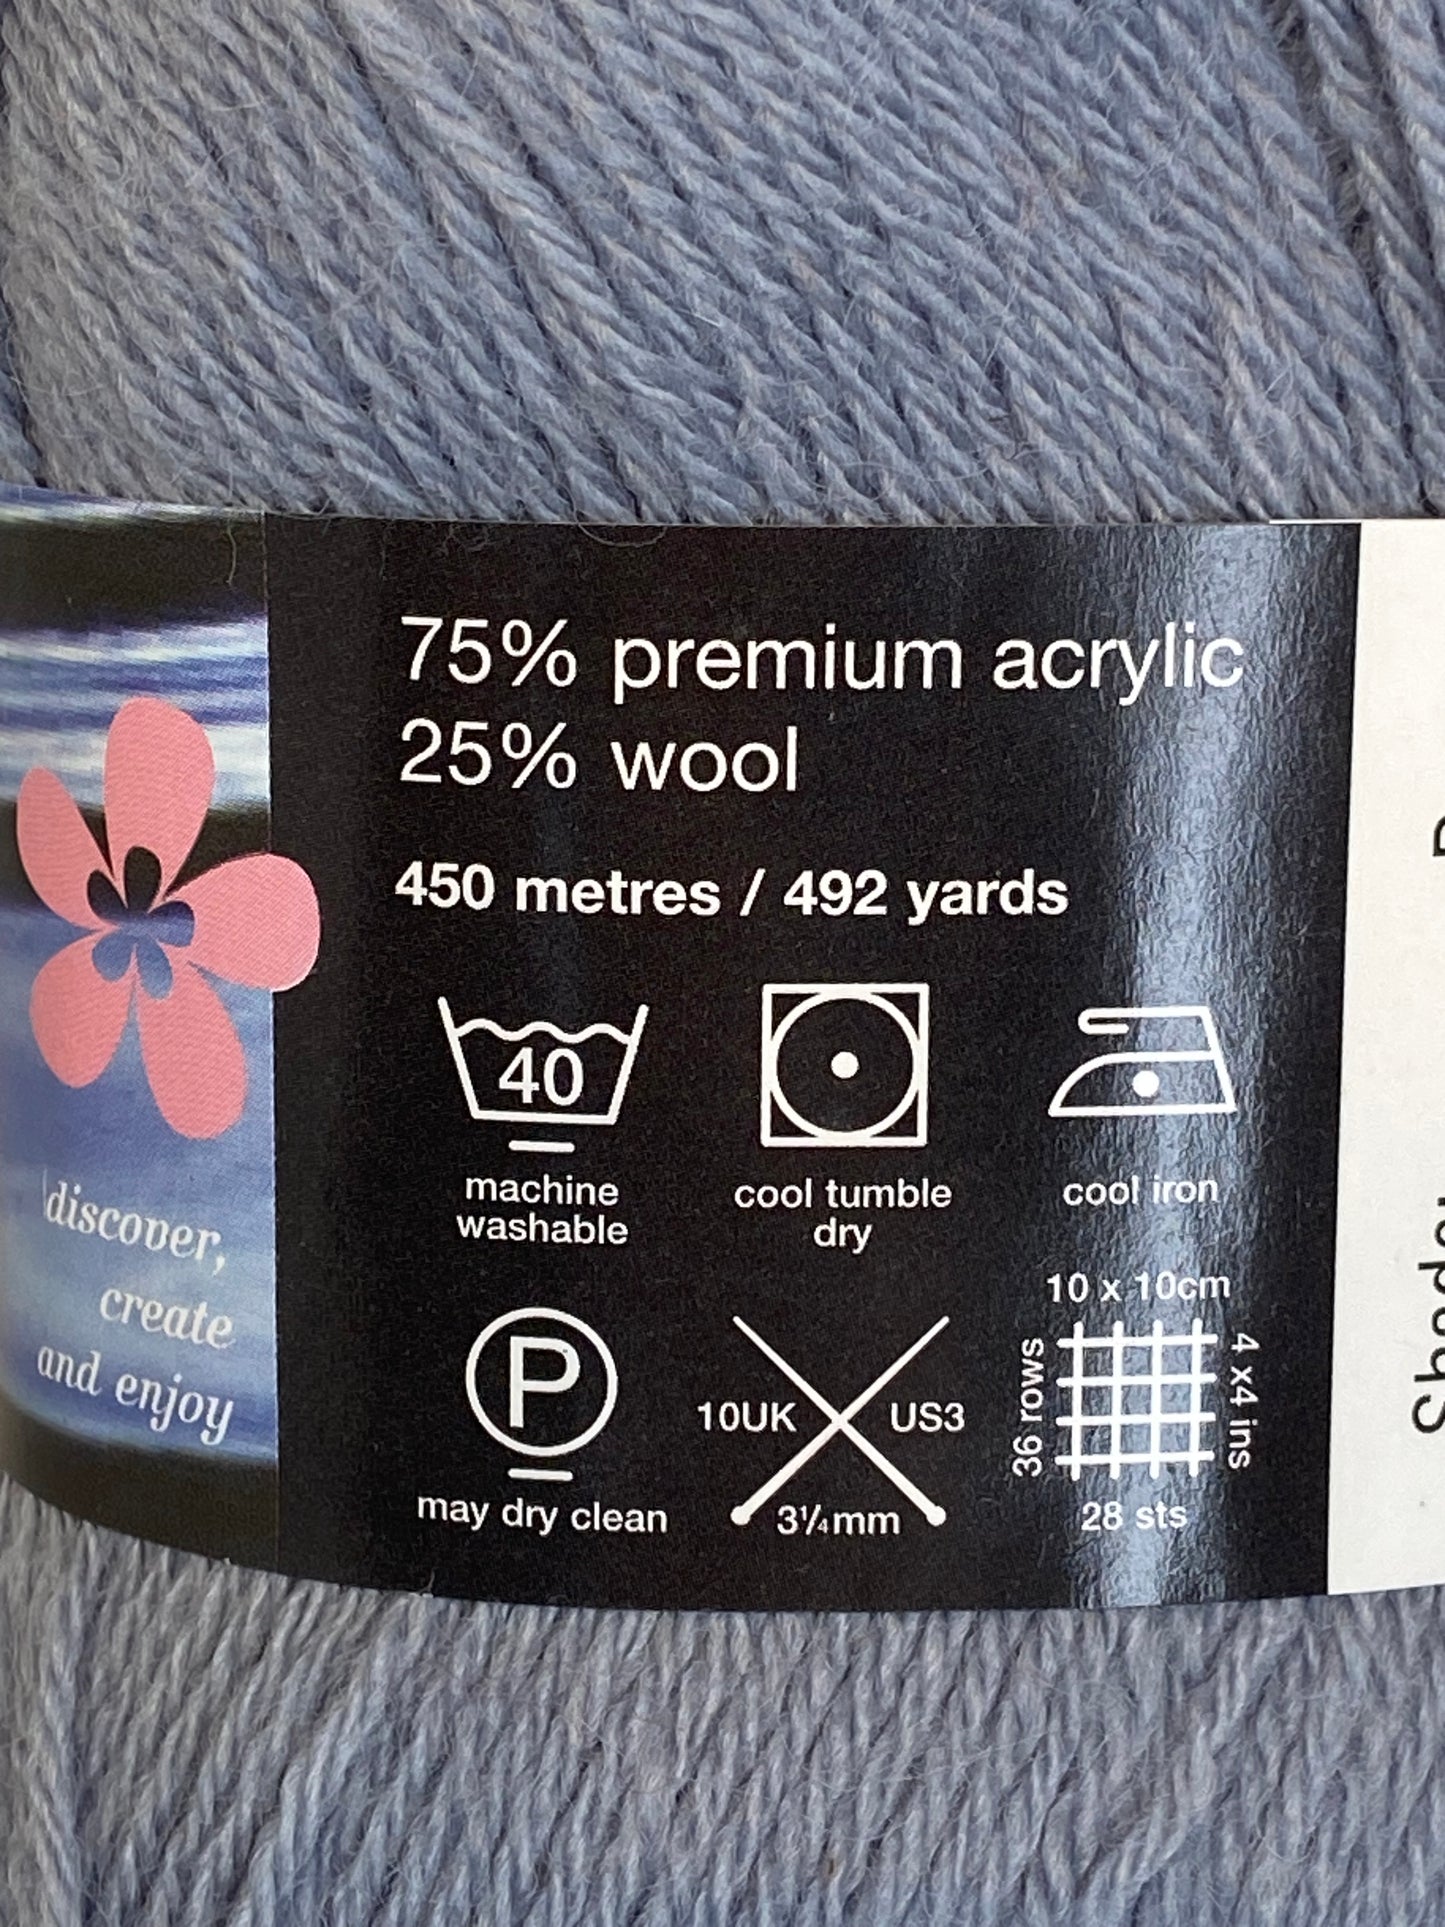 75% premium acrylic
25% wool
450 metres / 492 yards
40
machine
washable
cool tumble
dry
cool iron
P
may dry clean
10UK
US3
3¼mm
10 x 10cm
36 rows
4 x4 ins
28 sts
discover,
create
and enjoy